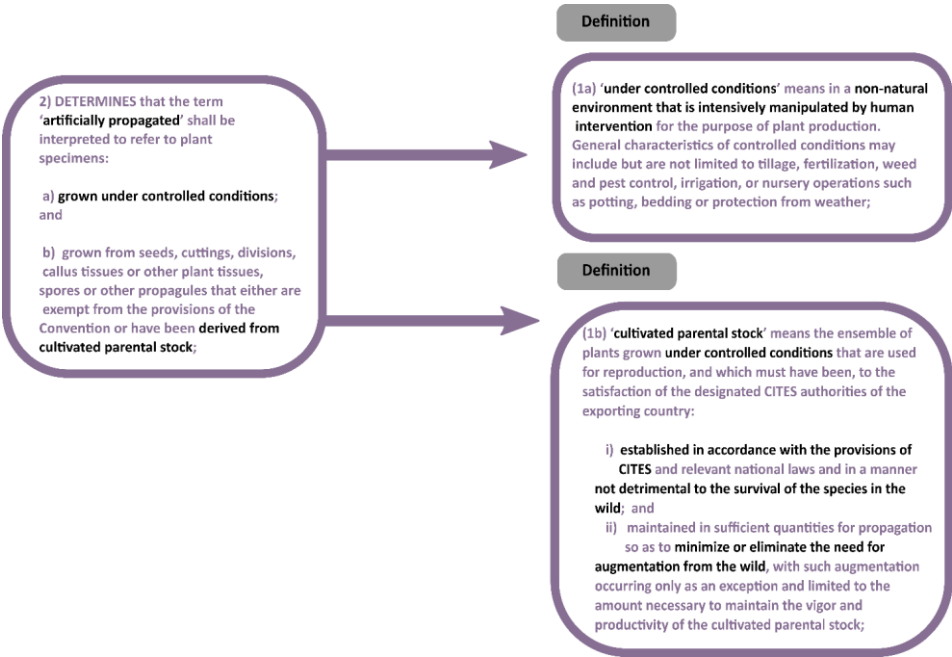 2) DETERMINES that the term
‘artificially propagated’ shall be
interpreted to refer to plant
specimens:
a) grown under controlled conditions;
and
b) grown from seeds, cuttings, divisions,
callus tissues or other plant tissues,
spores or other propagules that either are
exempt from the provisions of the
Convention or have been derived from
cultivated parental stock;
Definition
(1a) ‘under controlled conditions’ means in a non-natural
environment that is intensively manipulated by human
intervention for the purpose of plant production.
General characteristics of controlled conditions may
include but are not limited to tillage, fertilization, weed
and pest control, irrigation, or nursery operations such
as potting, bedding or protection from weather;
Definition
(1b) ‘cultivated parental stock’ means the ensemble of
plants grown under controlled conditions that are used
for reproduction, and which must have been, to the
satisfaction of the designated CITES authorities of the
exporting country:
i) established in accordance with the provisions of
CITES and relevant national laws and in a manner
not detrimental to the survival of the species in the
wild; and
ii) maintained in sufficient quantities for propagation
so as to minimize or eliminate the need for
augmentation from the wild, with such augmentation
occurring only as an exception and limited to the
amount necessary to maintain the vigor and
productivity of the cultivated parental stock;